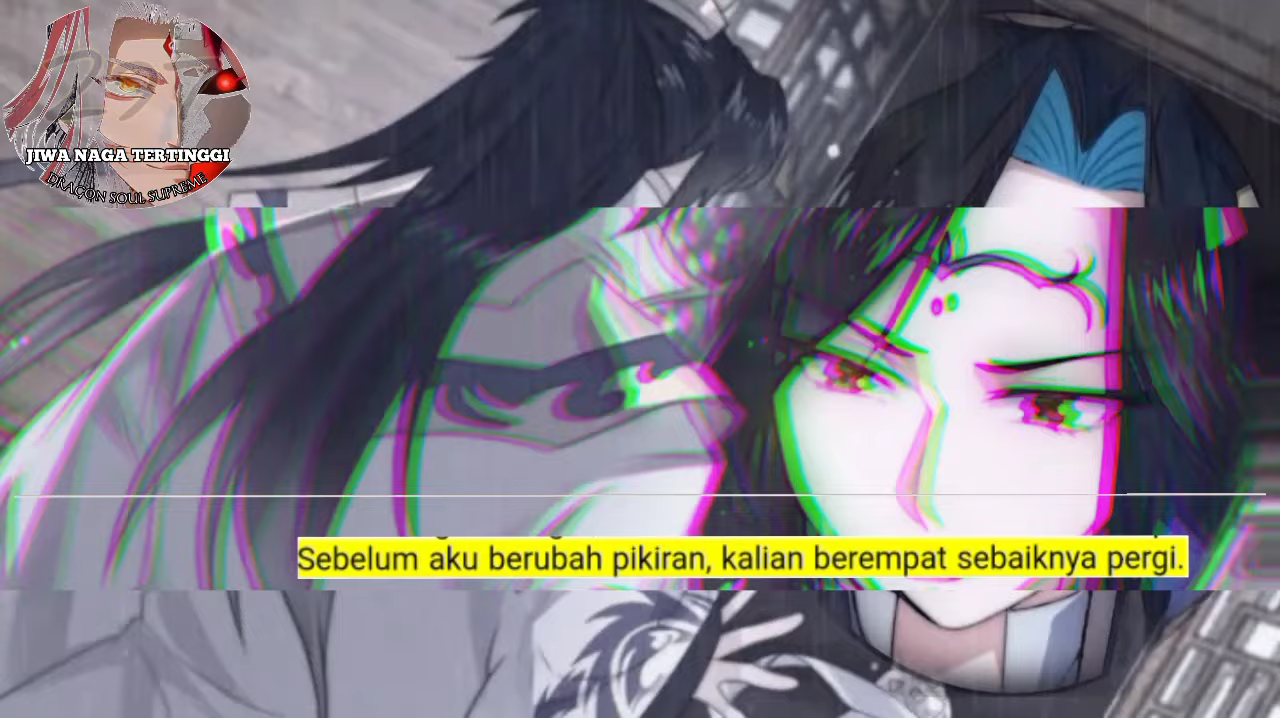 JIWA NAGA TERTINGGI
DRAGON SOUL SUPREME
Sebelum aku berubah pikiran, kalian berempat sebaiknya pergi.